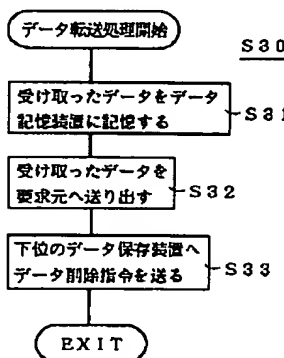 データ転送処理開始
S30
受け取ったデータをデータ
記憶装置に記憶する
S31
受け取ったデータを
要求元へ送り出す
S32
下位のデータ保存装置へ
データ削除指令を送る
S33
EXIT